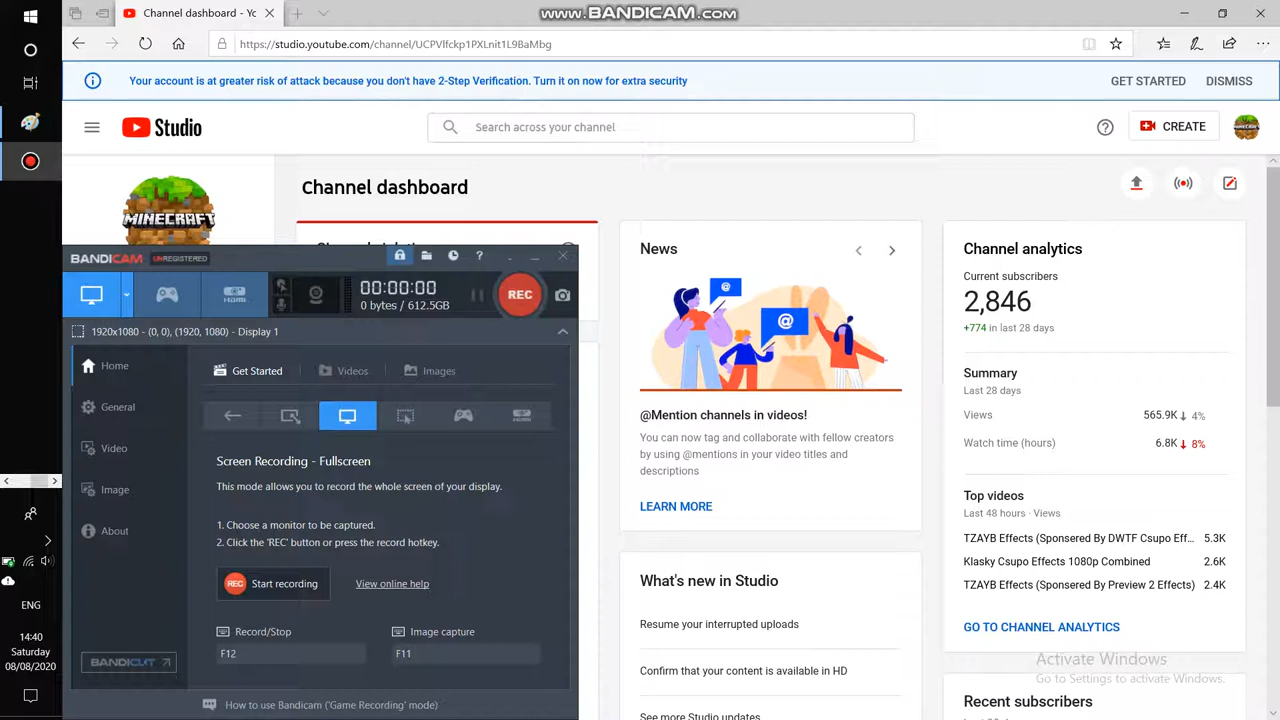 www.BANDICAM.com
Channel dashboard - Yo
https://studio.youtube.com/channel/UCPVlfckp1PXLnit1L9BaMbg
Your account is at greater risk of attack because you don't have 2-Step Verification. Turn it on now for extra security
GET STARTED
DISMISS
Studio
Search across your channel
CREATE
MINECRAFT
Channel dashboard
MINECRAFT
BANDICAM UNREGISTERED
HDMI
00:00:00
0 bytes / 612.5GB
REC
1920x1080 - (0, 0), (1920, 1080) - Display 1
Home
General
Video
Image
About
BANDICUT
Get Started
Videos
Images
Screen Recording - Fullscreen
This mode allows you to record the whole screen of your display.
1. Choose a monitor to be captured.
2. Click the 'REC' button or press the record hotkey.
REC Start recording
View online help
Record/Stop
Image capture
F12
F11
How to use Bandicam ('Game Recording' mode)
News
@Mention channels in videos!
You can now tag and collaborate with fellow creators
by using @mentions in your video titles and
descriptions
LEARN MORE
What's new in Studio
Resume your interrupted uploads
Confirm that your content is available in HD
See more Studio updates
Channel analytics
Current subscribers
2,846
+774 in last 28 days
Summary
Last 28 days
Views 565.9K 4%
Watch time (hours) 6.8K 8%
Top videos
Last 48 hours · Views
TZAYB Effects (Sponsored By DWTF Csupo Eff... 5.3K
Klasky Csupo Effects 1080p Combined 2.6K
TZAYB Effects (Sponsored By Preview 2 Effects) 2.4K
GO TO CHANNEL ANALYTICS
Activate Windows
Go to Settings to activate Windows.
Recent subscribers
ENG
14:40
Saturday
08/08/2020